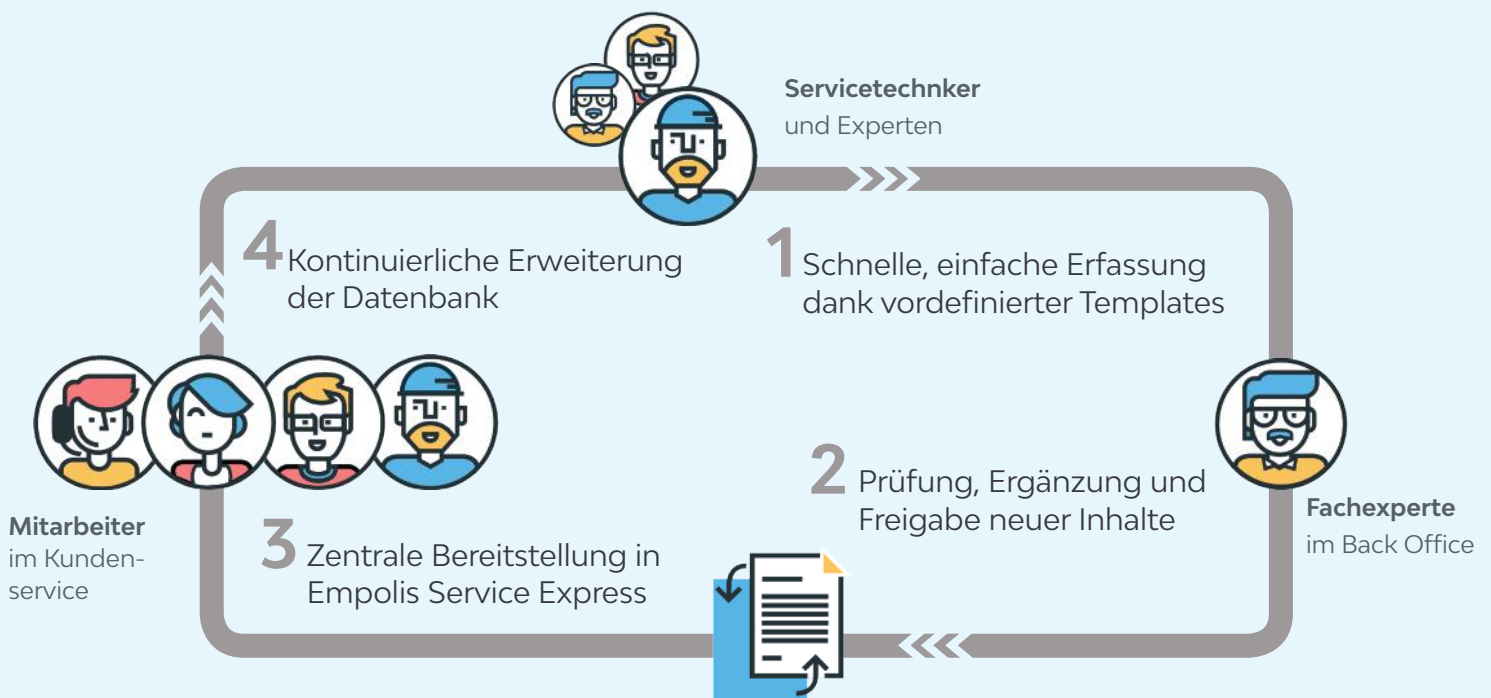 Servicetechnker
und Experten
4
Kontinuierliche Erweiterung
der Datenbank
1
Schnelle, einfache Erfassung
dank vordefinierter Templates
2
Prüfung, Ergänzung und
Freigabe neuer Inhalte
Fachexperte
im Back Office
Mitarbeiter
im Kunden-
service
3
Zentrale Bereitstellung in
Empolis Service Express